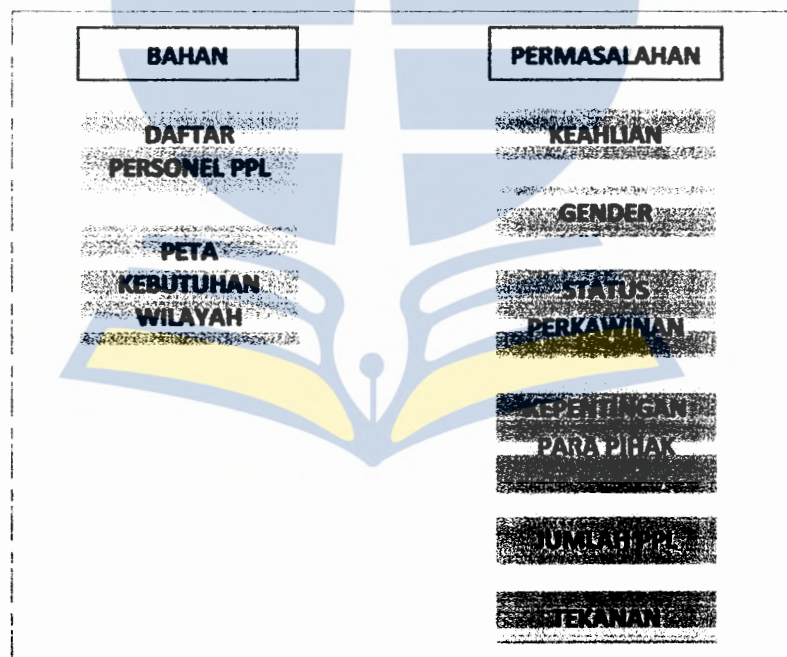 BAHAN
DAFTAR
PERSONEL PPL
PETA
KEBUTUHAN
WILAYAH
PERMASALAHAN
KEAHLIAN
GENDER
STATUS
PERKAWINAN
KEPENTINGAN
PARA PIHAK
JUMLAH PPL
TEKANAN